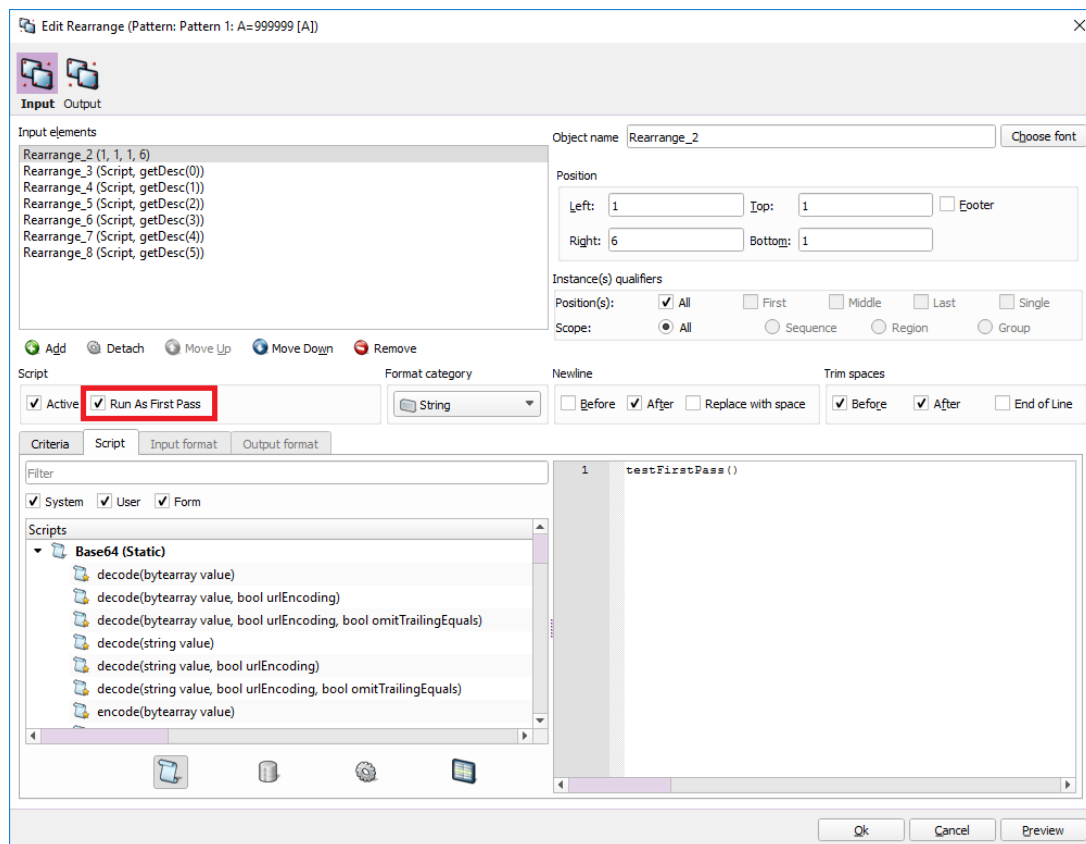 Edit Rearrange (Pattern: Pattern 1: A=999999 [A])
Input Output
Input elements
Rearrange_2 (1, 1, 1, 6)
Rearrange_3 (Script, getDesc(0))
Rearrange_4 (Script, getDesc(1))
Rearrange_5 (Script, getDesc(2))
Rearrange_6 (Script, getDesc(3))
Rearrange_7 (Script, getDesc(4))
Rearrange_8 (Script, getDesc(5))
Add Detach Move Up Move Down Remove
Object name Rearrange_2 Choose font
Position
Left: 1 Top: 1 Footer
Right: 6 Bottom: 1
Instance(s) qualifiers
Position(s): All First Middle Last Single
Scope: All Sequence Region Group
Script Format category Newline Trim spaces
Active Run As First Pass String Before After Replace with space Before After End of Line
Criteria Script Input format Output format
Filter
System User Form
Scripts
Base64 (Static)
decode(bytearray value)
decode(bytearray value, bool urlEncoding)
decode(bytearray value, bool urlEncoding, bool omitTrailingEquals)
decode(string value)
decode(string value, bool urlEncoding)
decode(string value, bool urlEncoding, bool omitTrailingEquals)
encode(bytearray value)
1 testFirstPass()
Ok Cancel Preview